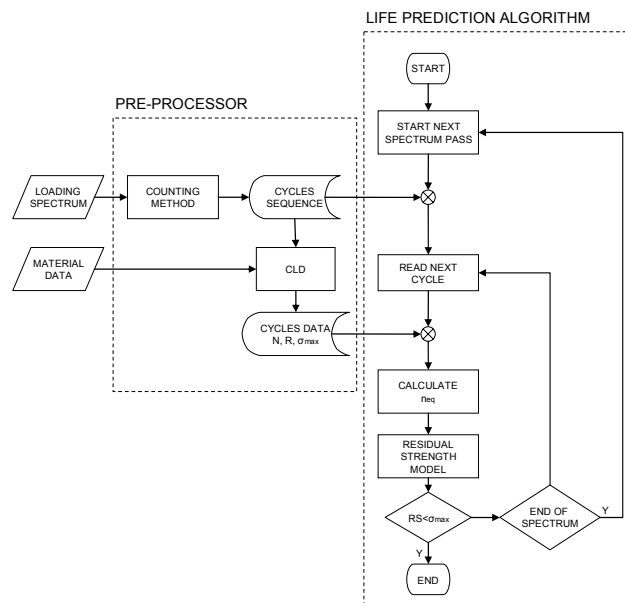 LIFE PREDICTION ALGORITHM
START
PRE-PROCESSOR
START NEXT
SPECTRUM PASS
LOADING
SPECTRUM
COUNTING
METHOD
CYCLES
SEQUENCE
MATERIAL
DATA
CLD
READ NEXT
CYCLE
CYCLES DATA
N, R, σmax
CALCULATE
neq
RESIDUAL
STRENGTH
MODEL
RS<σmax
END OF
SPECTRUM
Y
Y
END